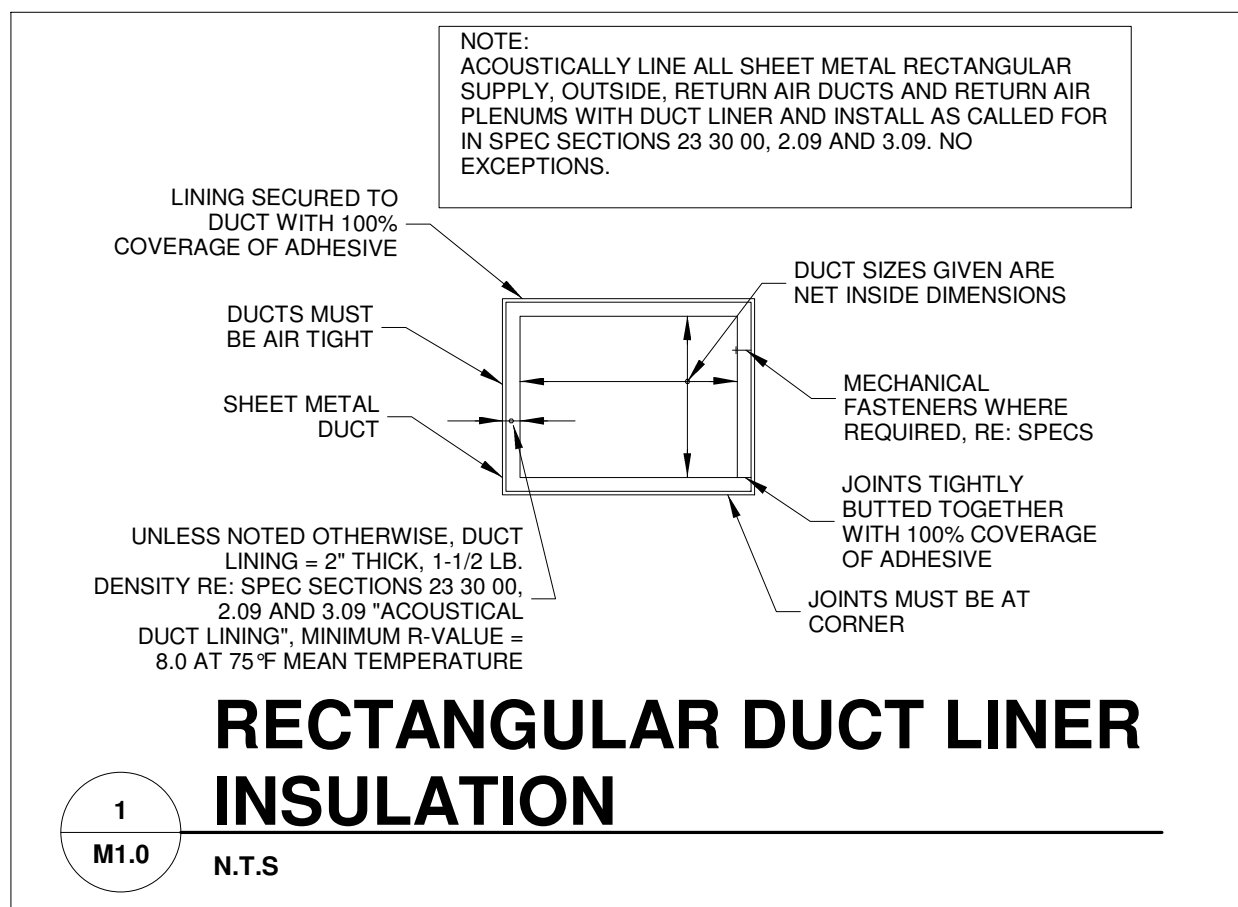 NOTE:
ACOUSTICALLY LINE ALL SHEET METAL RECTANGULAR
SUPPLY, OUTSIDE, RETURN AIR DUCTS AND RETURN AIR
PLENUMS WITH DUCT LINER AND INSTALL AS CALLED FOR
IN SPEC SECTIONS 23 30 00, 2.09 AND 3.09. NO
EXCEPTIONS.
LINING SECURED TO
DUCT WITH 100%
COVERAGE OF ADHESIVE
DUCTS MUST
BE AIR TIGHT
SHEET METAL
DUCT
UNLESS NOTED OTHERWISE, DUCT
LINING = 2" THICK, 1-1/2 LB.
DENSITY RE: SPEC SECTIONS 23 30 00,
2.09 AND 3.09 "ACOUSTICAL
DUCT LINING", MINIMUM R-VALUE =
8.0 AT 75°F MEAN TEMPERATURE
DUCT SIZES GIVEN ARE
NET INSIDE DIMENSIONS
MECHANICAL
FASTENERS WHERE
REQUIRED, RE: SPECS
JOINTS TIGHTLY
BUTTED TOGETHER
WITH 100% COVERAGE
OF ADHESIVE
JOINTS MUST BE AT
CORNER
RECTANGULAR DUCT LINER
INSULATION
1
M1.0
N.T.S